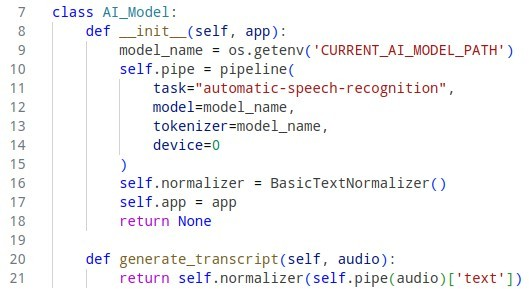 7 class AI_Model:
8     def __init__(self, app):
9         model_name = os.getenv('CURRENT_AI_MODEL_PATH')
10         self.pipe = pipeline(
11             task="automatic-speech-recognition",
12             model=model_name,
13             tokenizer=model_name,
14             device=0
15         )
16         self.normalizer = BasicTextNormalizer()
17         self.app = app
18         return None
19
20     def generate_transcript(self, audio):
21         return self.normalizer(self.pipe(audio)['text'])